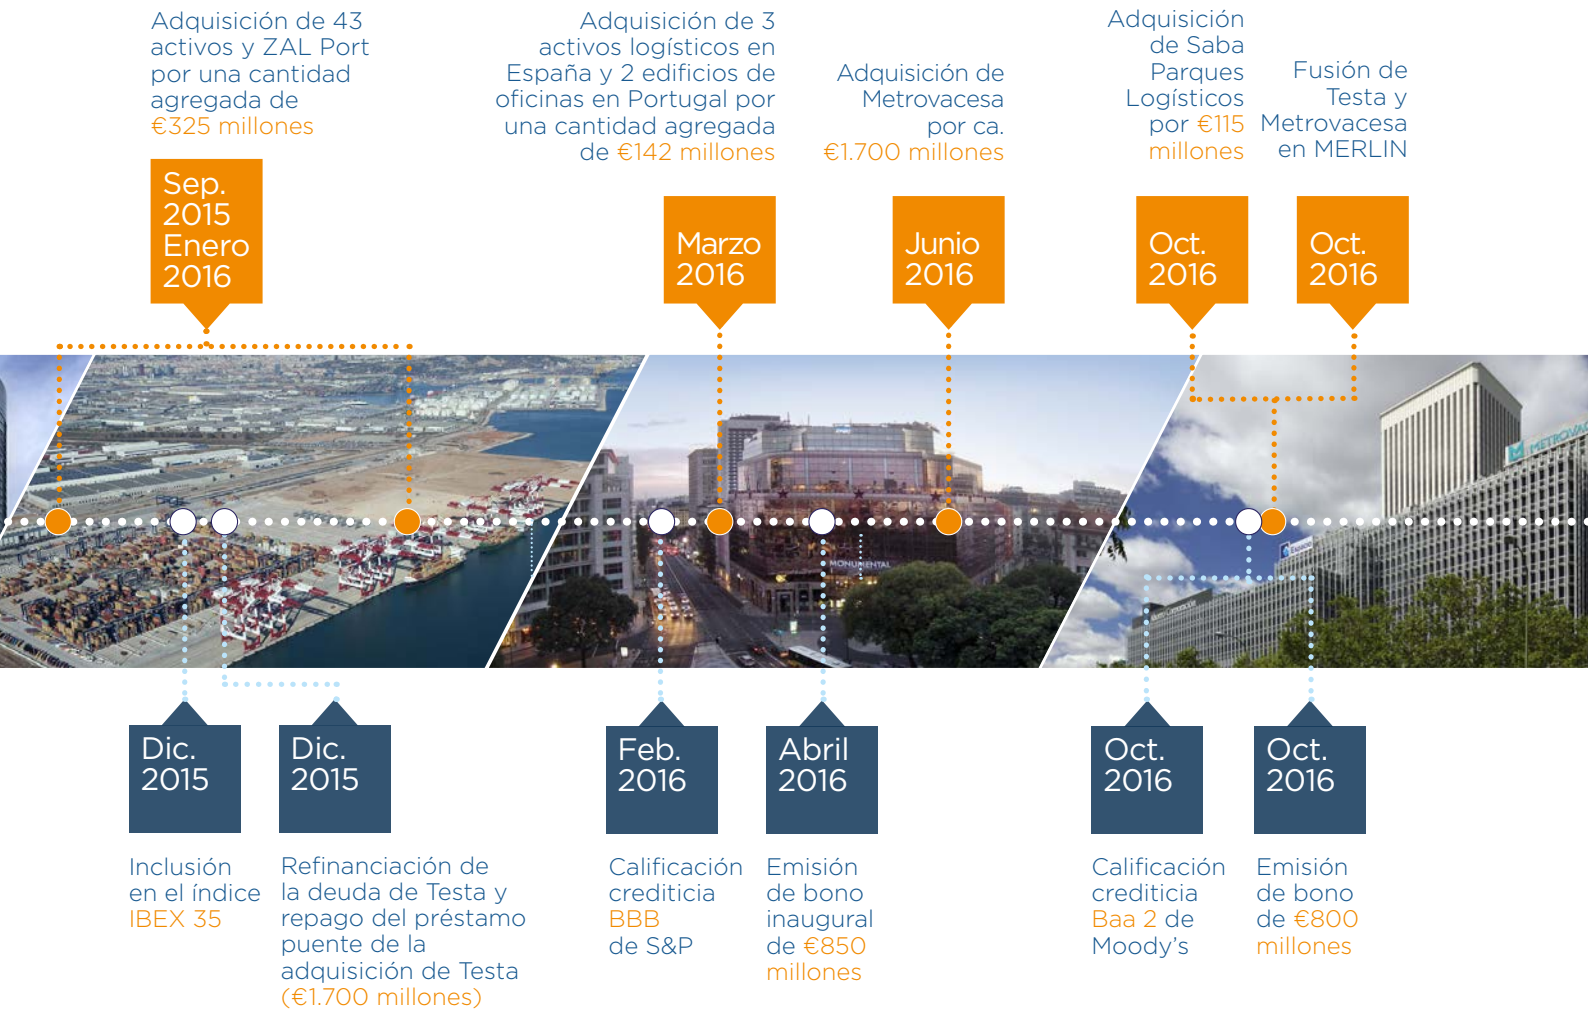 Adquisición de 43
activos y ZAL Port
por una cantidad
agregada de
€325 millones
Sep.
2015
Enero
2016
Adquisición de 3
activos logísticos en
España y 2 edificios de
oficinas en Portugal por
una cantidad agregada
de €142 millones
Marzo
2016
Adquisición de
Metrovacesa
por ca.
€1.700 millones
Junio
2016
Adquisición
de Saba
Parques
Logísticos
por €115
millones
Oct.
2016
Fusión de
Testa y
Metrovacesa
en MERLIN
Oct.
2016
MONUMENTAL
Dic.
2015
Inclusión
en el índice
IBEX 35
Dic.
2015
Refinanciación de
la deuda de Testa y
repago del préstamo
puente de la
adquisición de Testa
(€1.700 millones)
Feb.
2016
Calificación
crediticia
BBB
de S&P
Abril
2016
Emisión
de bono
inaugural
de €850
millones
Oct.
2016
Calificación
crediticia
Baa 2 de
Moody's
Oct.
2016
Emisión
de bono
de €800
millones